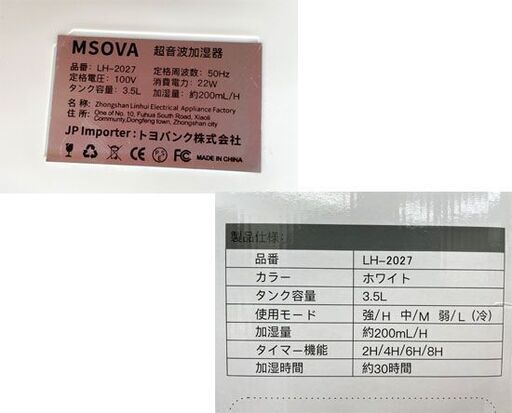 MSOVA 超音波加湿器
品番： LH-2027 定格周波数：50Hz
定格電圧：100V 消費電力：22W
タンク容量：3.5L 加湿量：約200mL/H
名 称： Zhongshan Linhui Electrical Appliance Factory
住 所： One of No. 10, Fuhua South Road, Xiaoli
Community,Dongfeng town, Zhongshan city
JP Importer：トヨバンク株式会社
CE FC MADE IN CHINA
製品仕様：
品番 LH-2027
カラー ホワイト
タンク容量 3.5L
使用モード 強/H 中/M 弱/L（冷）
加湿量 約200mL/H
タイマー機能 2H/4H/6H/8H
加湿時間 約30時間